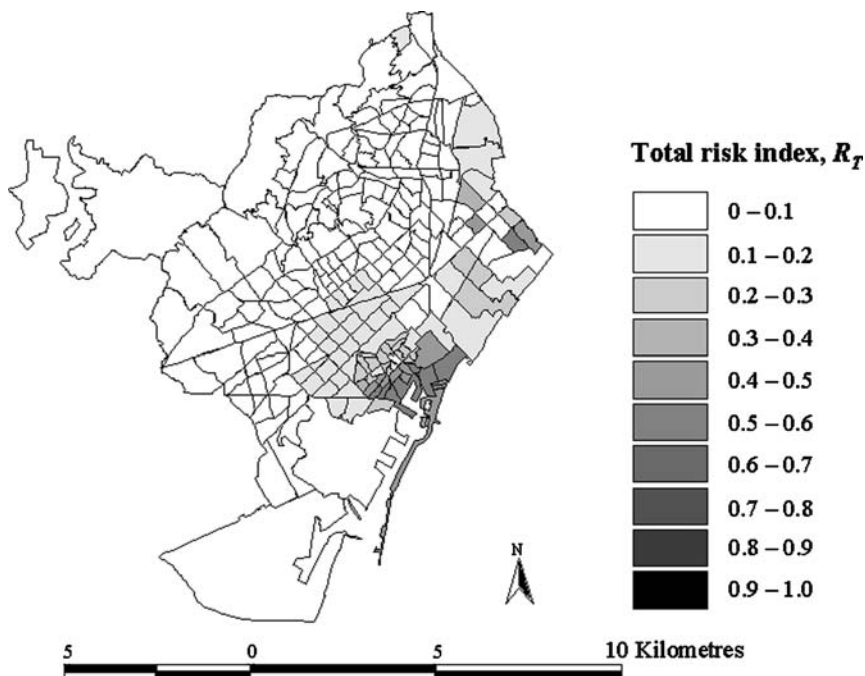 Total risk index, R_T
0 – 0.1
0.1 – 0.2
0.2 – 0.3
0.3 – 0.4
0.4 – 0.5
0.5 – 0.6
0.6 – 0.7
0.7 – 0.8
0.8 – 0.9
0.9 – 1.0
N
5 0 5 10 Kilometres